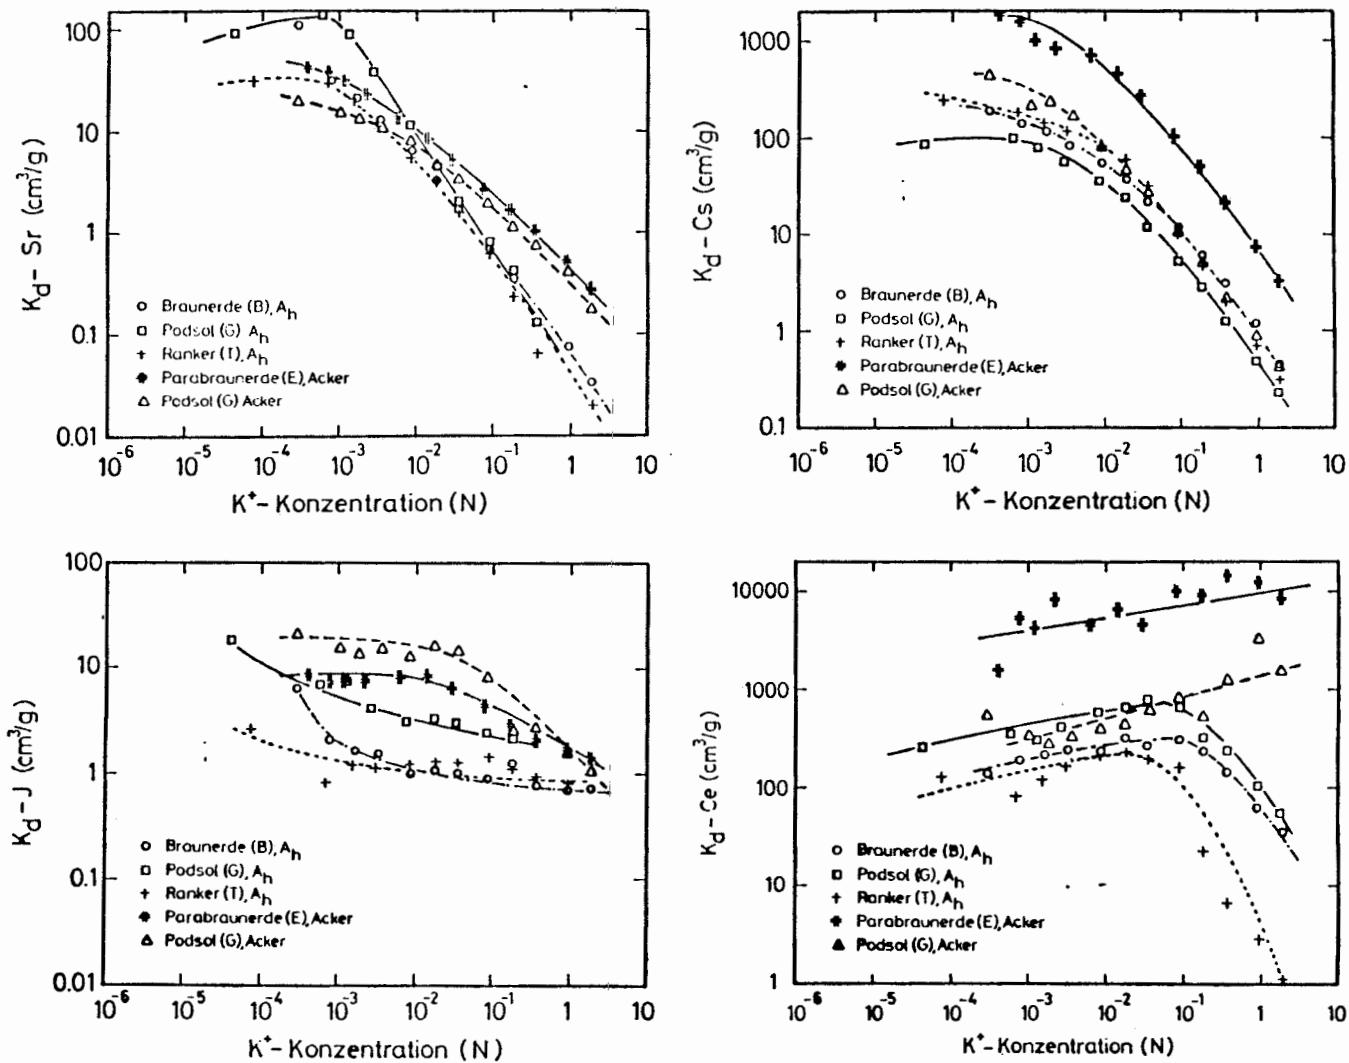 100
10
1
0.1
0.01
K_d - Sr (cm³/g)
○ Braunerde (B), A_h
□ Podsol (G) A_h
+ Ranker (T), A_h
✚ Parabraunerde (E), Acker
△ Podsol (G) Acker
10⁻⁶ 10⁻⁵ 10⁻⁴ 10⁻³ 10⁻² 10⁻¹ 1 10
K⁺- Konzentration (N)
1000
100
10
1
0.1
K_d - Cs (cm³/g)
○ Braunerde (B), A_h
□ Podsol (G), A_h
+ Ranker (T), A_h
✚ Parabraunerde (E), Acker
△ Podsol (G), Acker
10⁻⁶ 10⁻⁵ 10⁻⁴ 10⁻³ 10⁻² 10⁻¹ 1 10
K⁺- Konzentration (N)
100
10
1
0.1
0.01
K_d - J (cm³/g)
○ Braunerde (B), A_h
□ Podsol (G), A_h
+ Ranker (T), A_h
✚ Parabraunerde (E), Acker
△ Podsol (G), Acker
10⁻⁶ 10⁻⁵ 10⁻⁴ 10⁻³ 10⁻² 10⁻¹ 1 10
K⁺- Konzentration (N)
10000
1000
100
10
1
K_d - Ce (cm³/g)
○ Braunerde (B), A_h
□ Podsol (G), A_h
+ Ranker (T), A_h
✚ Parabraunerde (E), Acker
▲ Podsol (G), Acker
10⁻⁶ 10⁻⁵ 10⁻⁴ 10⁻³ 10⁻² 10⁻¹ 1 10
K⁺- Konzentration (N)